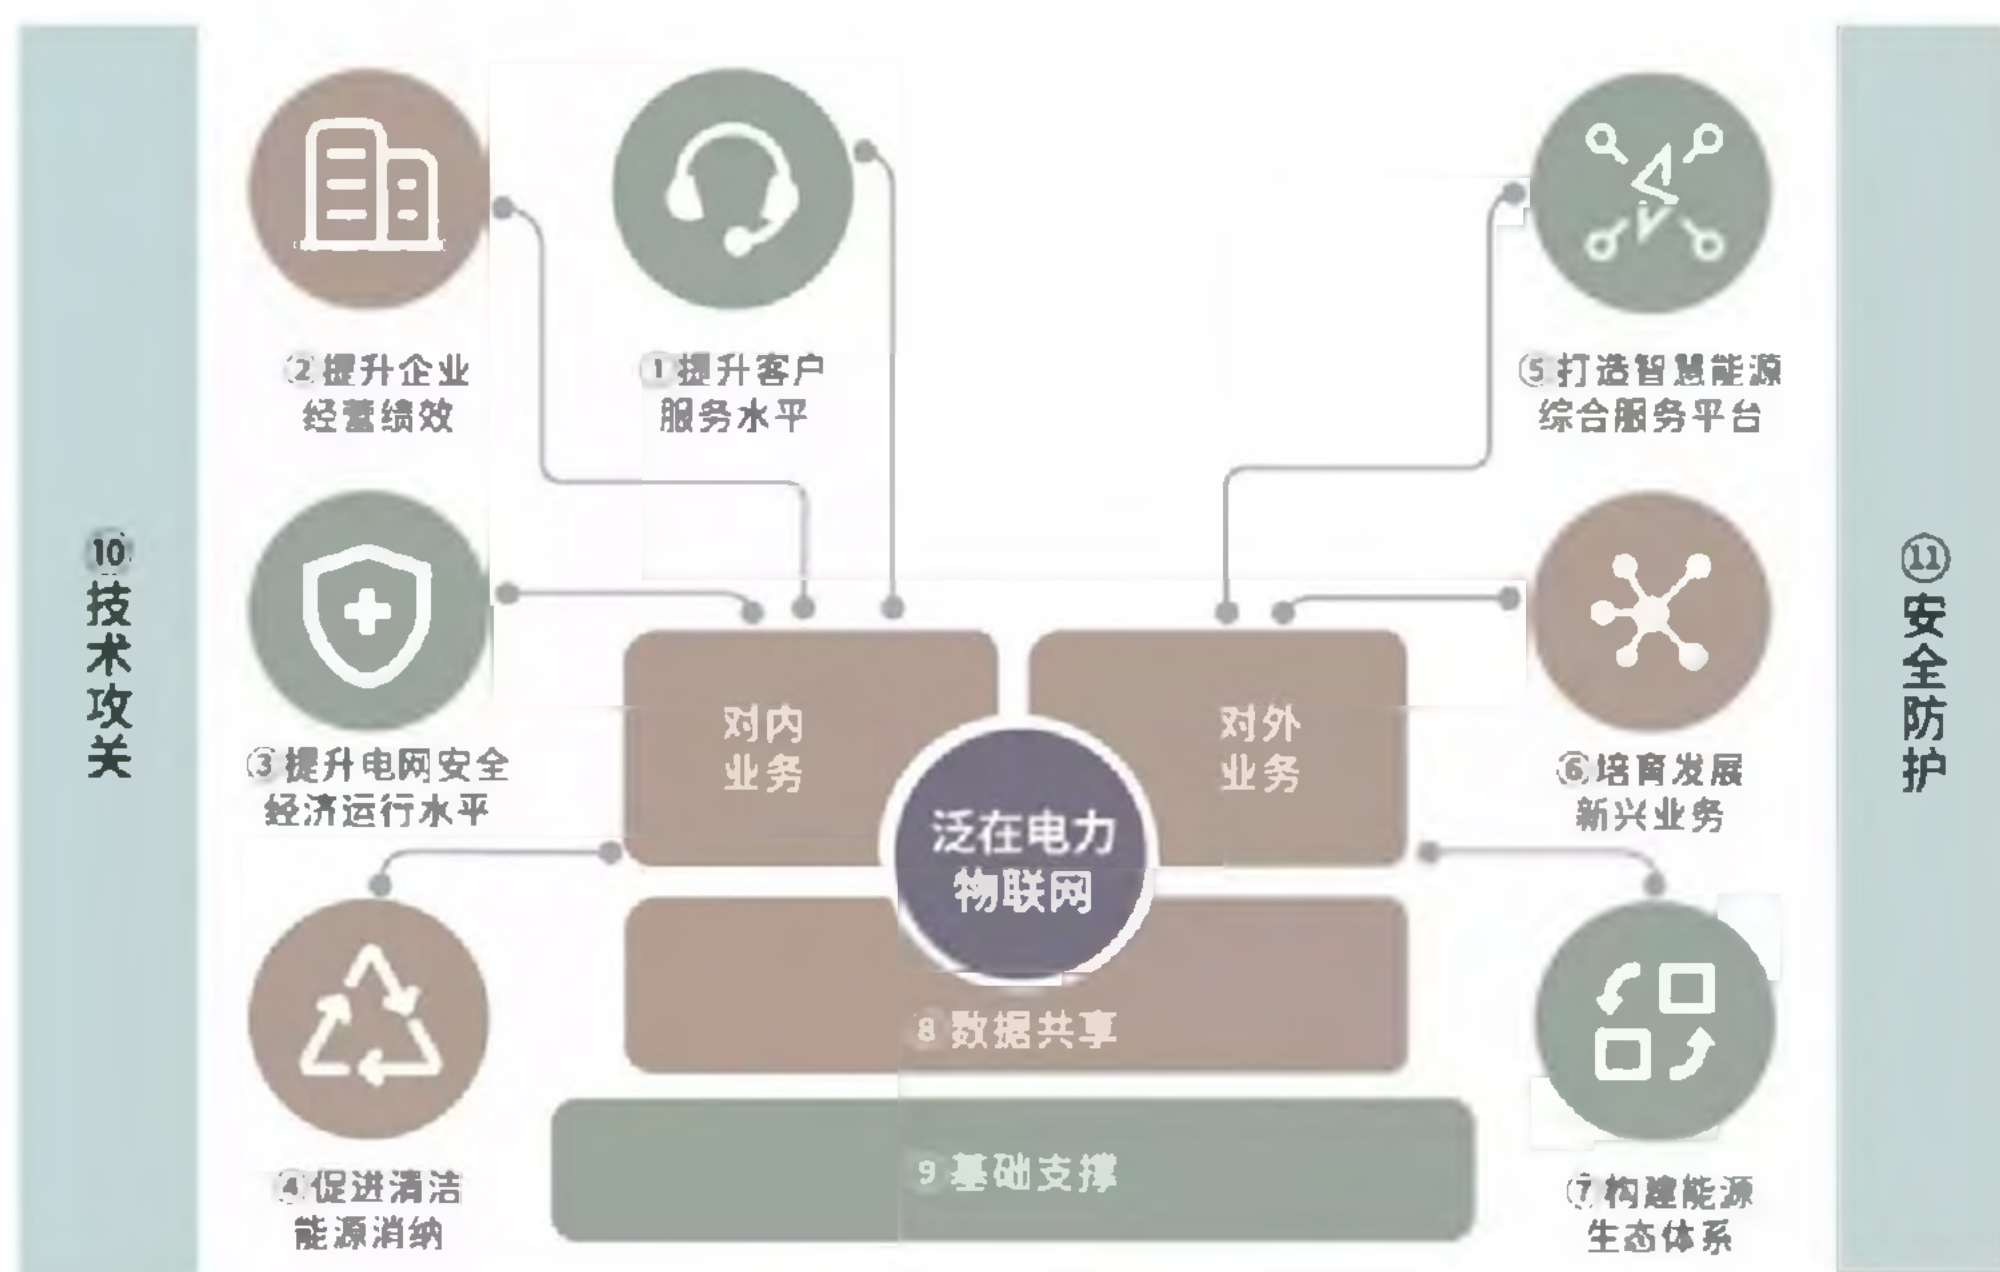 ②提升企业
经营绩效
①提升客户
服务水平
⑤打造智慧能源
综合服务平台
⑩技术攻关
③提升电网安全
经济运行水平
对内
业务
对外
业务
泛在电力
物联网
⑥培育发展
新兴业务
⑪安全防护
⑧数据共享
④促进清洁
能源消纳
⑨基础支撑
⑦构建能源
生态体系